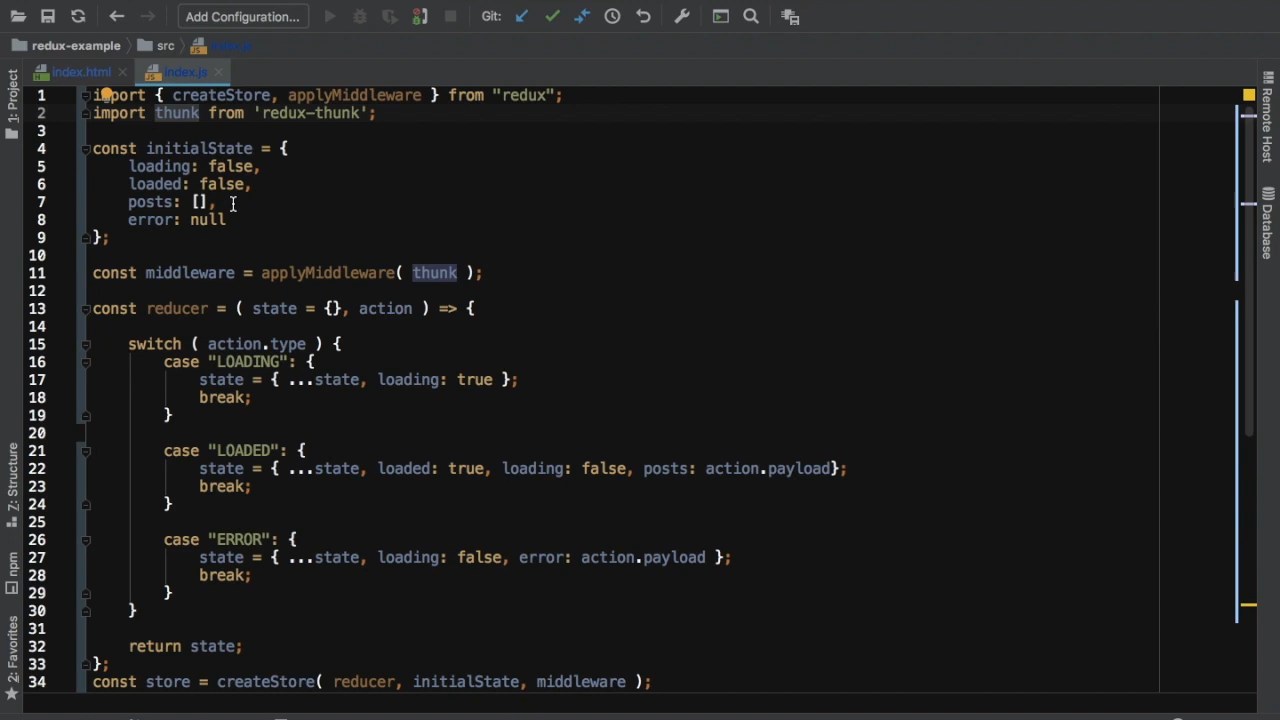 Add Configuration...
Git:
redux-example
src
index.js
index.html
index.js
1: Project
Z: Structure
npm
2: Favorites
Remote Host
Database
1 import { createStore, applyMiddleware } from "redux";
2 import thunk from 'redux-thunk';
3
4 const initialState = {
5 loading: false,
6 loaded: false,
7 posts: [],
8 error: null
9 };
10
11 const middleware = applyMiddleware( thunk );
12
13 const reducer = ( state = {}, action ) => {
14
15 switch ( action.type ) {
16 case "LOADING": {
17 state = { ...state, loading: true };
18 break;
19 }
20
21 case "LOADED": {
22 state = { ...state, loaded: true, loading: false, posts: action.payload};
23 break;
24 }
25
26 case "ERROR": {
27 state = { ...state, loading: false, error: action.payload };
28 break;
29 }
30 }
31
32 return state;
33 };
34 const store = createStore( reducer, initialState, middleware );